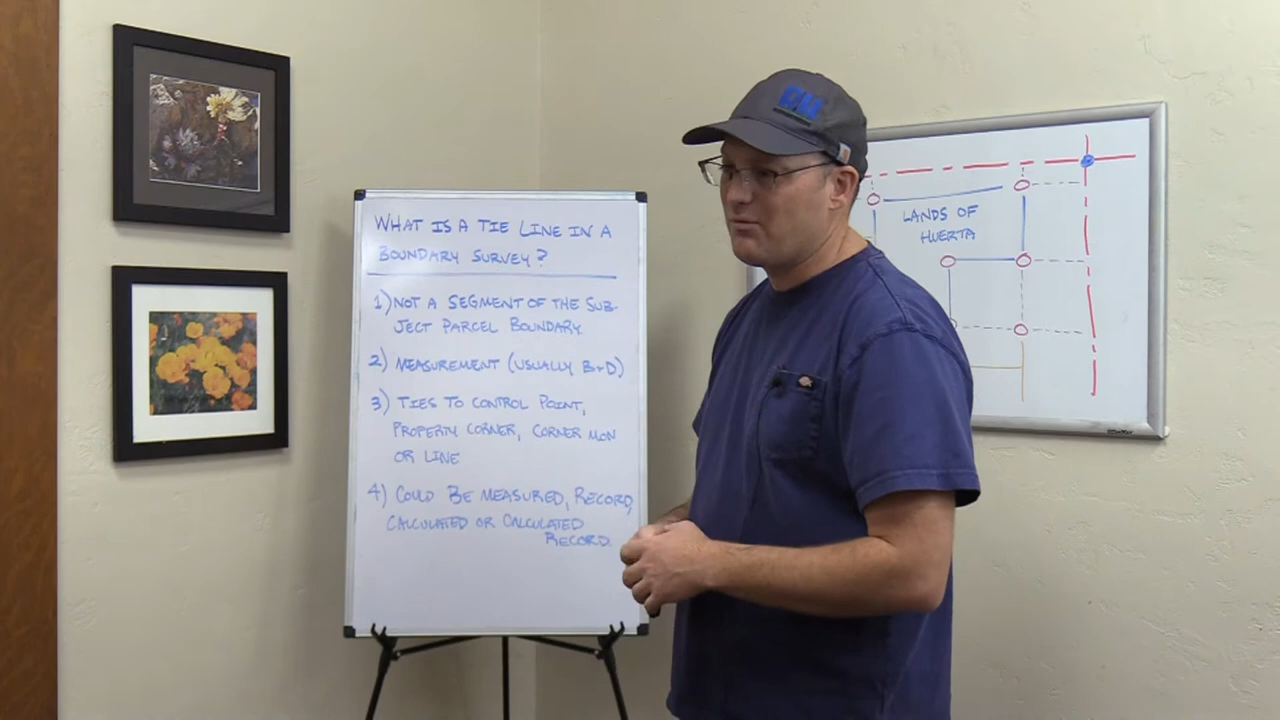 WHAT IS A TIE LINE IN A
BOUNDARY SURVEY?
1) NOT A SEGMENT OF THE SUB-
JECT PARCEL BOUNDARY.
2) MEASUREMENT (USUALLY B+D)
3) TIES TO CONTROL POINT,
PROPERTY CORNER, CORNER MON
OR LINE
4) COULD BE MEASURED, RECORD,
CALCULATED OR CALCULATED
RECORD.
LANDS OF
HUERTA